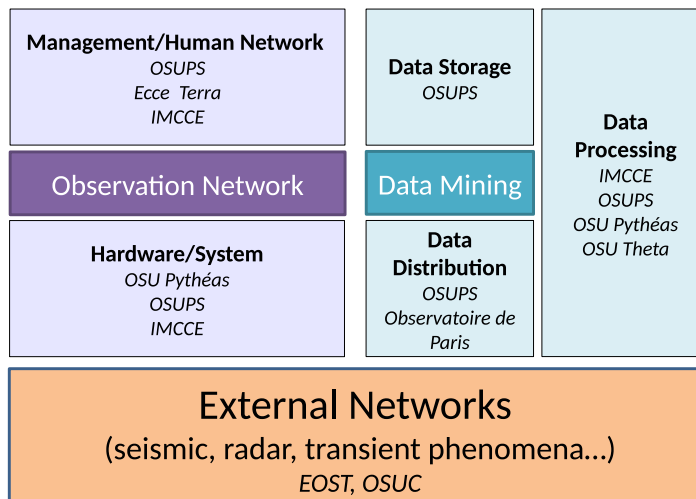 Management/Human Network
OSUPS
Ecce Terra
IMCCE
Observation Network
Hardware/System
OSU Pythéas
OSUPS
IMCCE
Data Storage
OSUPS
Data Mining
Data
Distribution
OSUPS
Observatoire de
Paris
Data
Processing
IMCCE
OSUPS
OSU Pythéas
OSU Theta
External Networks
(seismic, radar, transient phenomena...)
EOST, OSUC